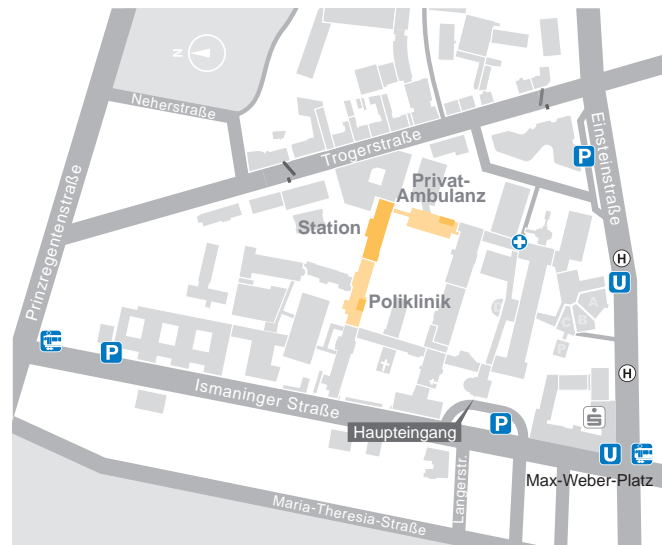 N
Neherstraße
Trogerstraße
Einsteinstraße
P
Prinzregentenstraße
Privat-
Ambulanz
Station
H
U
Poliklinik
A
B
C
D
P
H
P
Ismaninger Straße
Haupteingang
P
S
U
Max-Weber-Platz
Langerstr.
Maria-Theresia-Straße